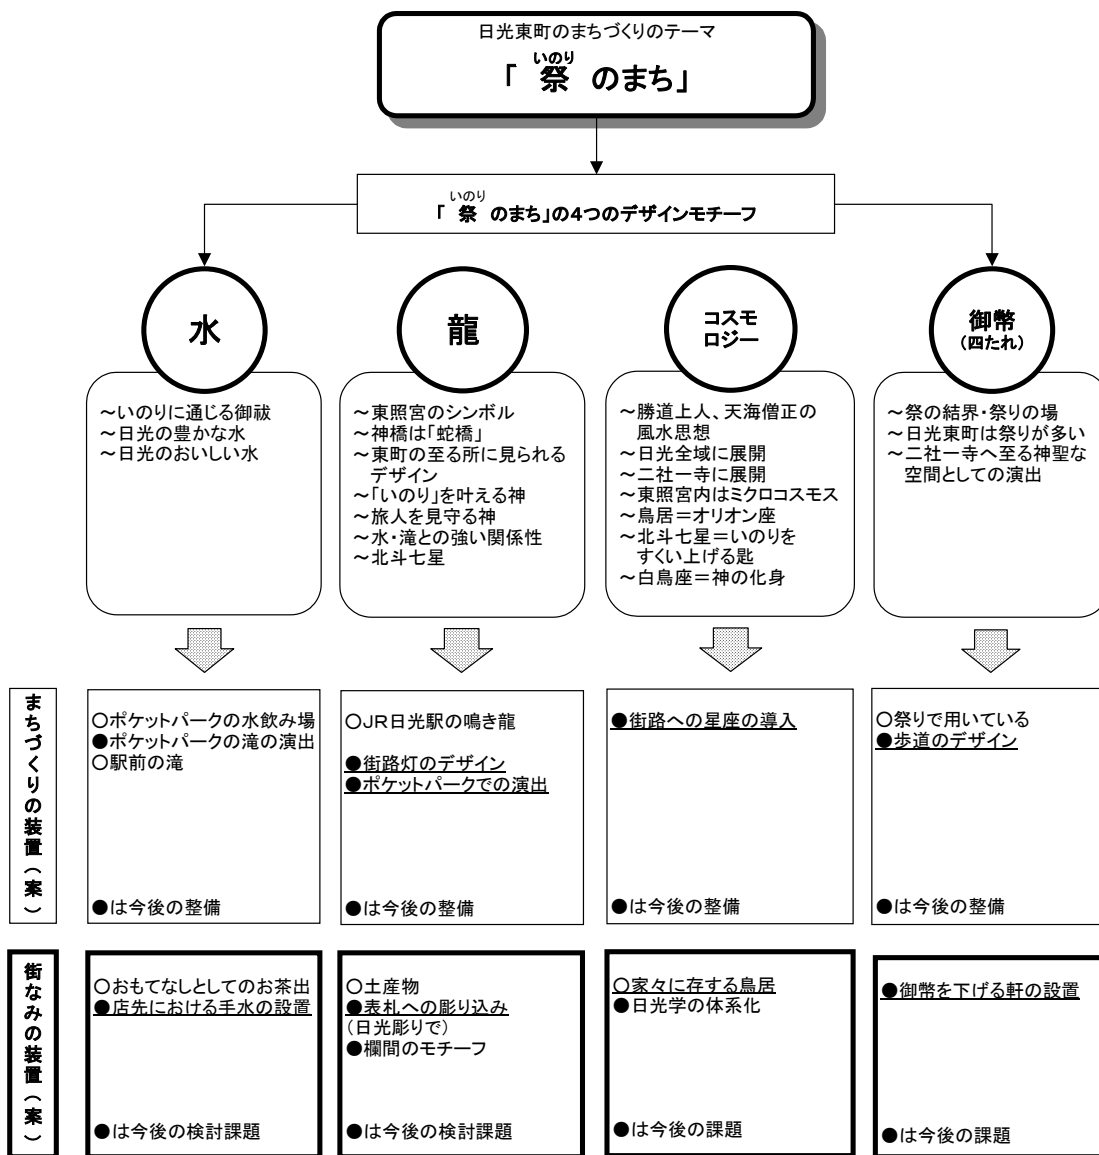 日光東町のまちづくりのテーマ
いのり
「 祭 のまち」
いのり
「 祭 のまち」の4つのデザインモチーフ
水
～いのりに通じる御祓
～日光の豊かな水
～日光のおいしい水
龍
～東照宮のシンボル
～神橋は「蛇橋」
～東町の至る所に見られる
デザイン
～「いのり」を叶える神
～旅人を見守る神
～水・滝との強い関係性
～北斗七星
コスモ
ロジー
～勝道上人、天海僧正の
風水思想
～日光全域に展開
～二社一寺に展開
～東照宮内はミクロコスモス
～鳥居＝オリオン座
～北斗七星＝いのりを
すくい上げる匙
～白鳥座＝神の化身
御幣
(四たれ)
～祭の結界・祭りの場
～日光東町は祭りが多い
～二社一寺へ至る神聖な
空間としての演出
まちづくりの装置（案）
○ポケットパークの水飲み場
●ポケットパークの滝の演出
○駅前の滝
●は今後の整備
○JR日光駅の鳴き龍
●街路灯のデザイン
●ポケットパークでの演出
●は今後の整備
●街路への星座の導入
●は今後の整備
○祭りで用いている
●歩道のデザイン
●は今後の整備
街なみの装置（案）
○おもてなしとしてのお茶出
●店先における手水の設置
●は今後の検討課題
○土産物
●表札への彫り込み
(日光彫りで)
●欄間のモチーフ
●は今後の検討課題
○家々に存する鳥居
●日光学の体系化
●は今後の課題
●御幣を下げる軒の設置
●は今後の課題